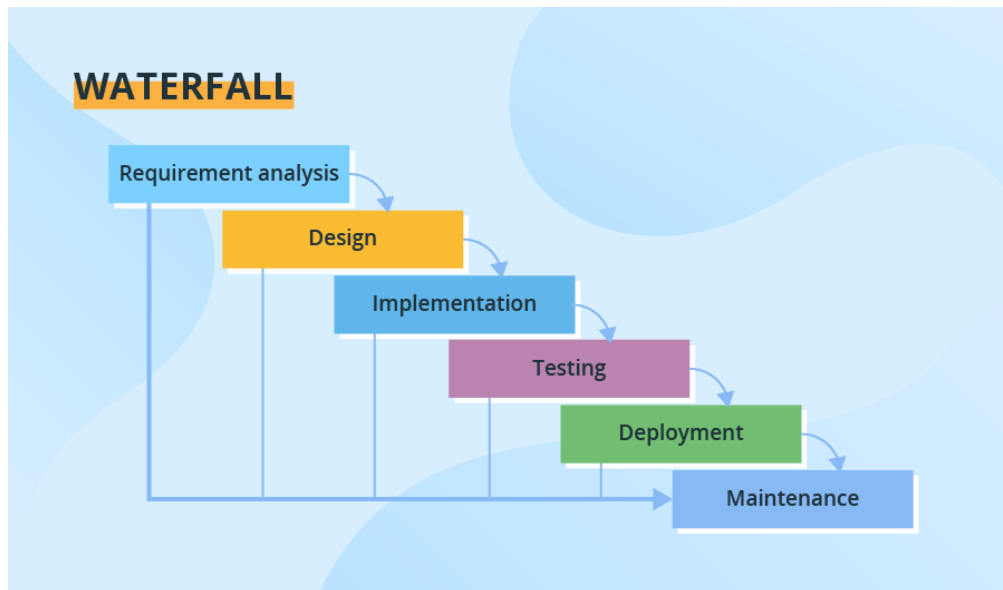 WATERFALL
Requirement analysis
Design
Implementation
Testing
Deployment
Maintenance